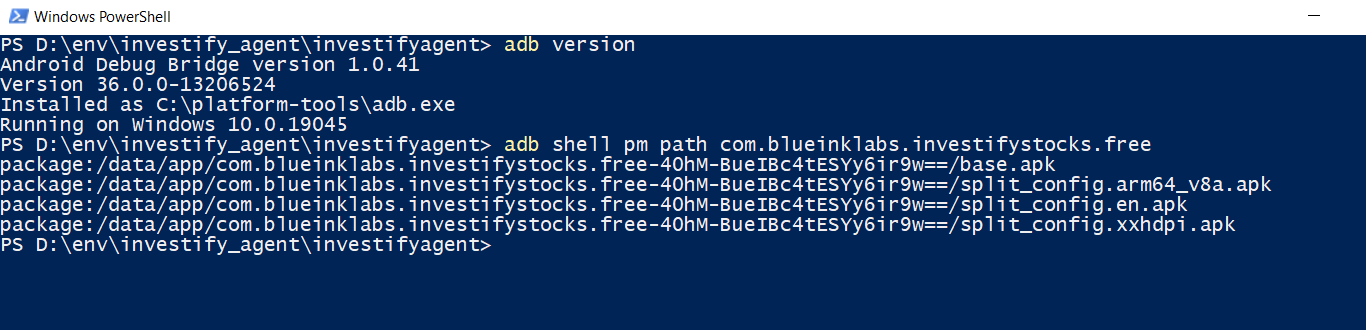 Windows PowerShell
PS D:\env\investify_agent\investifyagent> adb version
Android Debug Bridge version 1.0.41
Version 36.0.0-13206524
Installed as C:\platform-tools\adb.exe
Running on Windows 10.0.19045
PS D:\env\investify_agent\investifyagent> adb shell pm path com.blueinklabs.investifystocks.free
package:/data/app/com.blueinklabs.investifystocks.free-4OhM-BueIBc4tESYy6ir9w==/base.apk
package:/data/app/com.blueinklabs.investifystocks.free-4OhM-BueIBc4tESYy6ir9w==/split_config.arm64_v8a.apk
package:/data/app/com.blueinklabs.investifystocks.free-4OhM-BueIBc4tESYy6ir9w==/split_config.en.apk
package:/data/app/com.blueinklabs.investifystocks.free-4OhM-BueIBc4tESYy6ir9w==/split_config.xxhdpi.apk
PS D:\env\investify_agent\investifyagent>